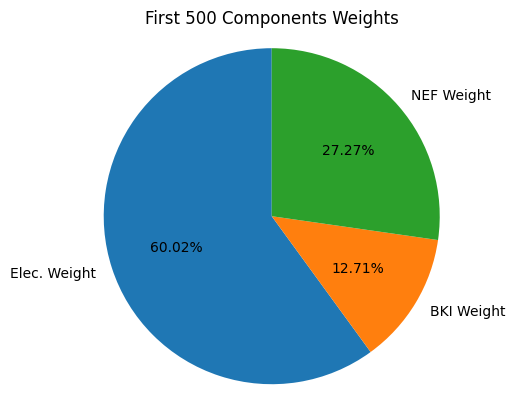 First 500 Components Weights
NEF Weight
27.27%
60.02%
Elec. Weight
12.71%
BKI Weight